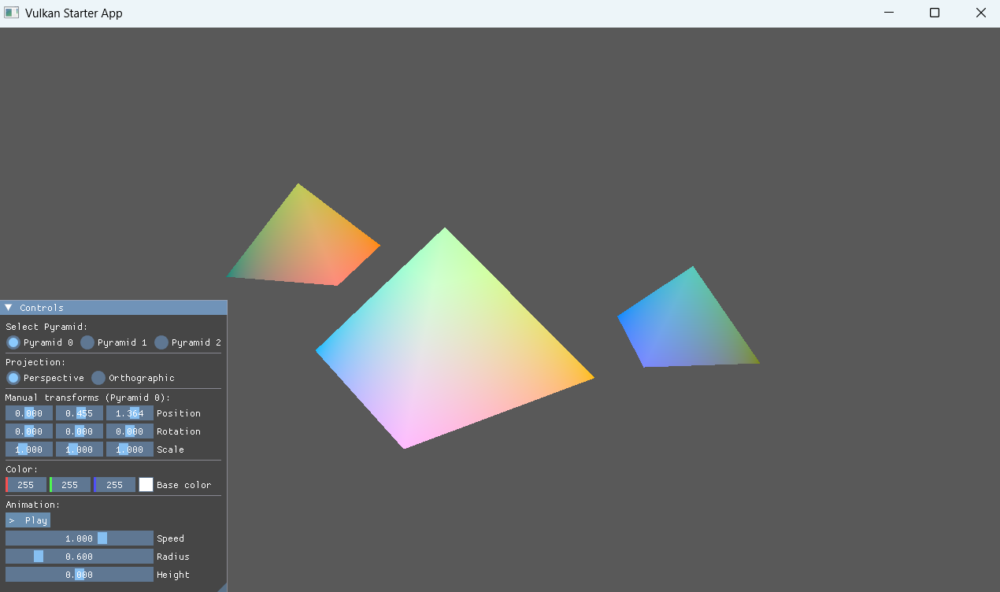 Vulkan Starter App
Controls
Select Pyramid:
Pyramid 0 Pyramid 1 Pyramid 2
Projection:
Perspective Orthographic
Manual transforms (Pyramid 0):
0.000 0.455 1.364 Position
0.000 0.000 0.000 Rotation
1.000 1.000 1.000 Scale
Color:
255 255 255 Base color
Animation:
> Play
1.000 Speed
0.600 Radius
0.000 Height